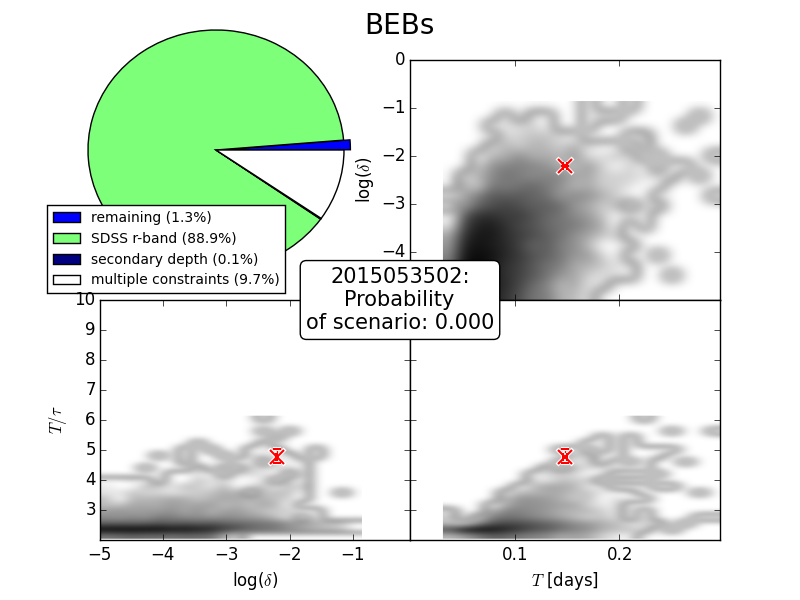 BEBs
remaining (1.3%)
SDSS r-band (88.9%)
secondary depth (0.1%)
multiple constraints (9.7%)
0
−1
−2
−3
−4
log(δ)
2015053502:
Probability
of scenario: 0.000
10
9
8
7
6
5
4
3
T/τ
−5 −4 −3 −2 −1
log(δ)
0.1 0.2
T [days]